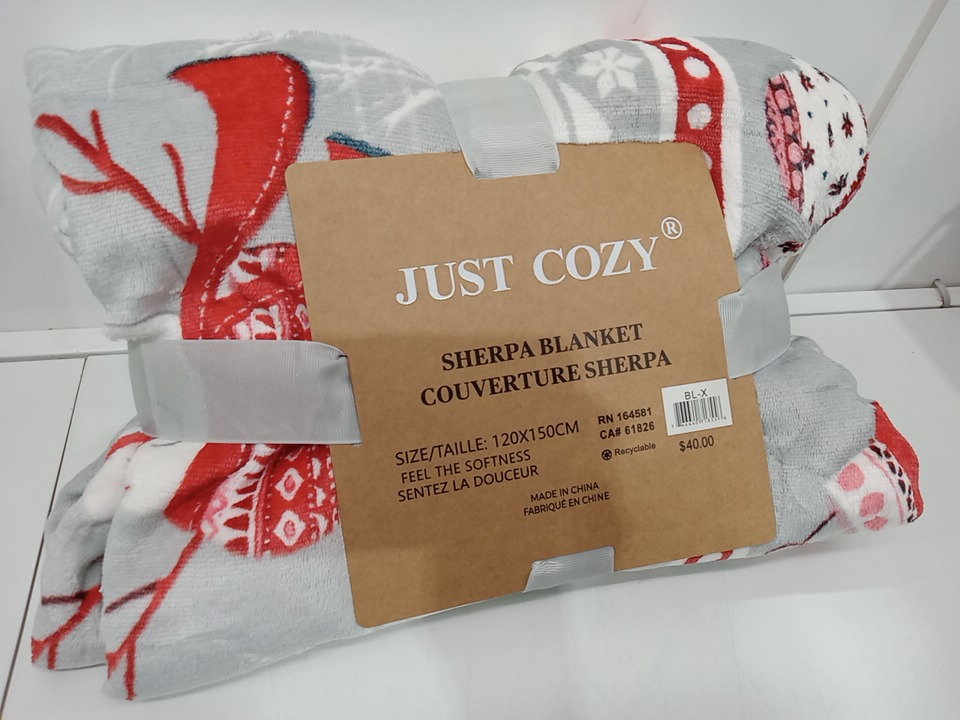 JUST COZY®
SHERPA BLANKET
COUVERTURE SHERPA
SIZE/TAILLE: 120X150CM
FEEL THE SOFTNESS
SENTEZ LA DOUCEUR
RN 164581
CA# 61826
Recyclable
BL-X
$40.00
MADE IN CHINA
FABRIQUÉ EN CHINE